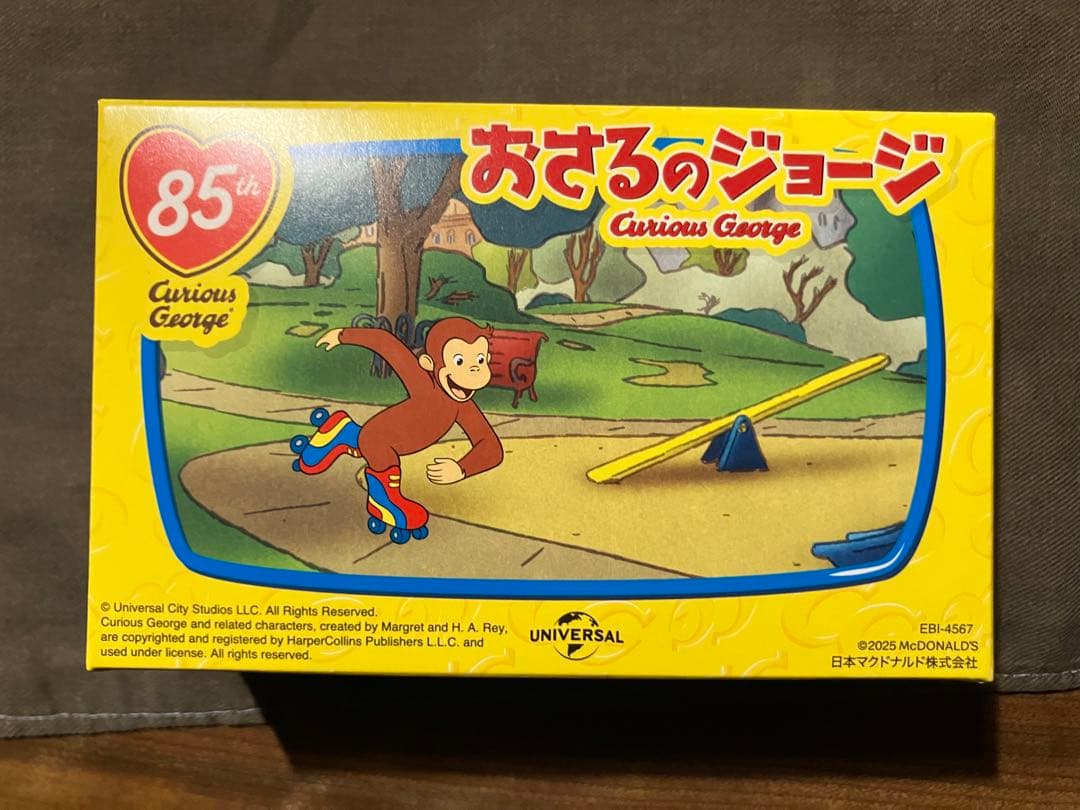 85th
Curious
George®
おさるのジョージ
Curious George
© Universal City Studios LLC. All Rights Reserved.
Curious George and related characters, created by Margret and H. A. Rey,
are copyrighted and registered by HarperCollins Publishers L.L.C. and
used under license. All rights reserved.
UNIVERSAL
EBI-4567
©2025 McDONALD'S
日本マクドナルド株式会社